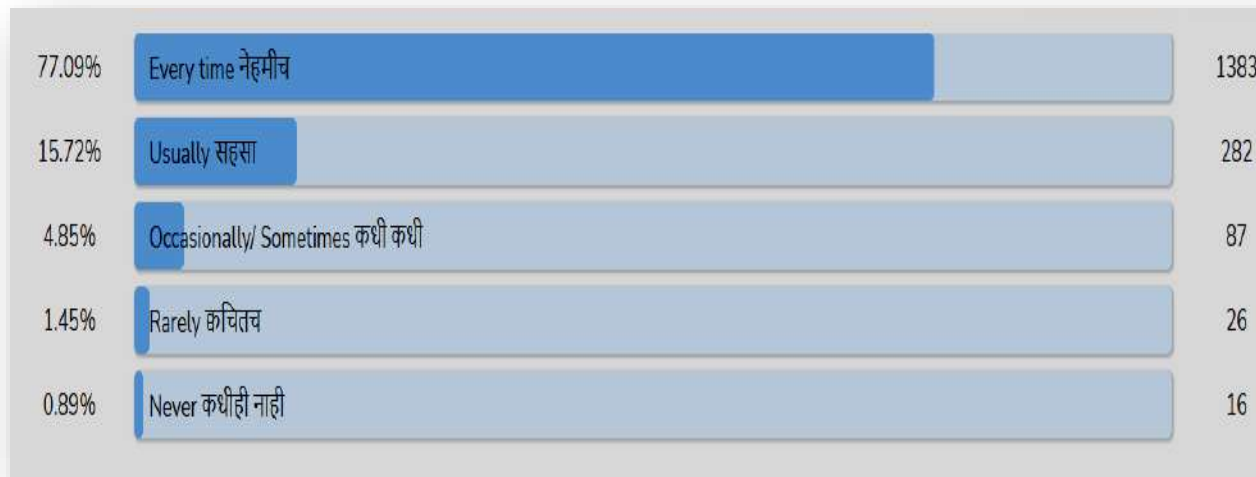 77.09% Every time नेहमीच 1383
15.72% Usually सहसा 282
4.85% Occasionally/ Sometimes कधी कधी 87
1.45% Rarely क्वचितच 26
0.89% Never कधीही नाही 16